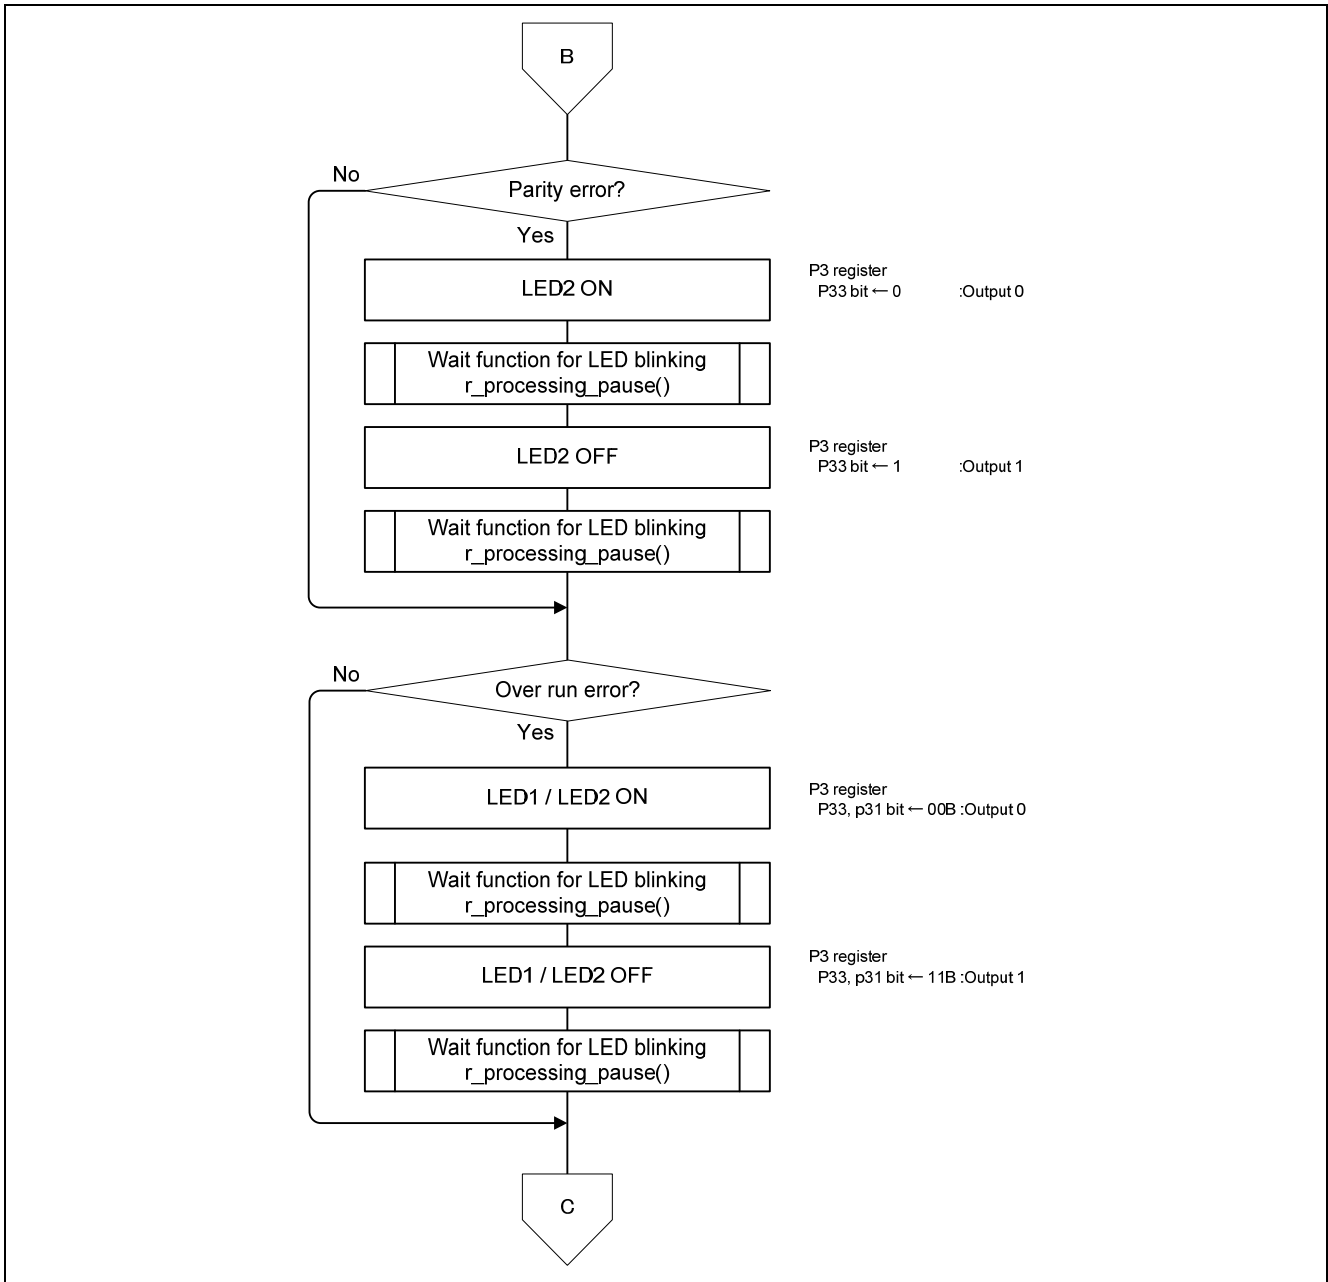 B
No
Parity error?
Yes
LED2 ON
P3 register
P33 bit ← 0 :Output 0
Wait function for LED blinking
r_processing_pause()
LED2 OFF
P3 register
P33 bit ← 1 :Output 1
Wait function for LED blinking
r_processing_pause()
No
Over run error?
Yes
LED1 / LED2 ON
P3 register
P33, p31 bit ← 00B :Output 0
Wait function for LED blinking
r_processing_pause()
LED1 / LED2 OFF
P3 register
P33, p31 bit ← 11B :Output 1
Wait function for LED blinking
r_processing_pause()
C